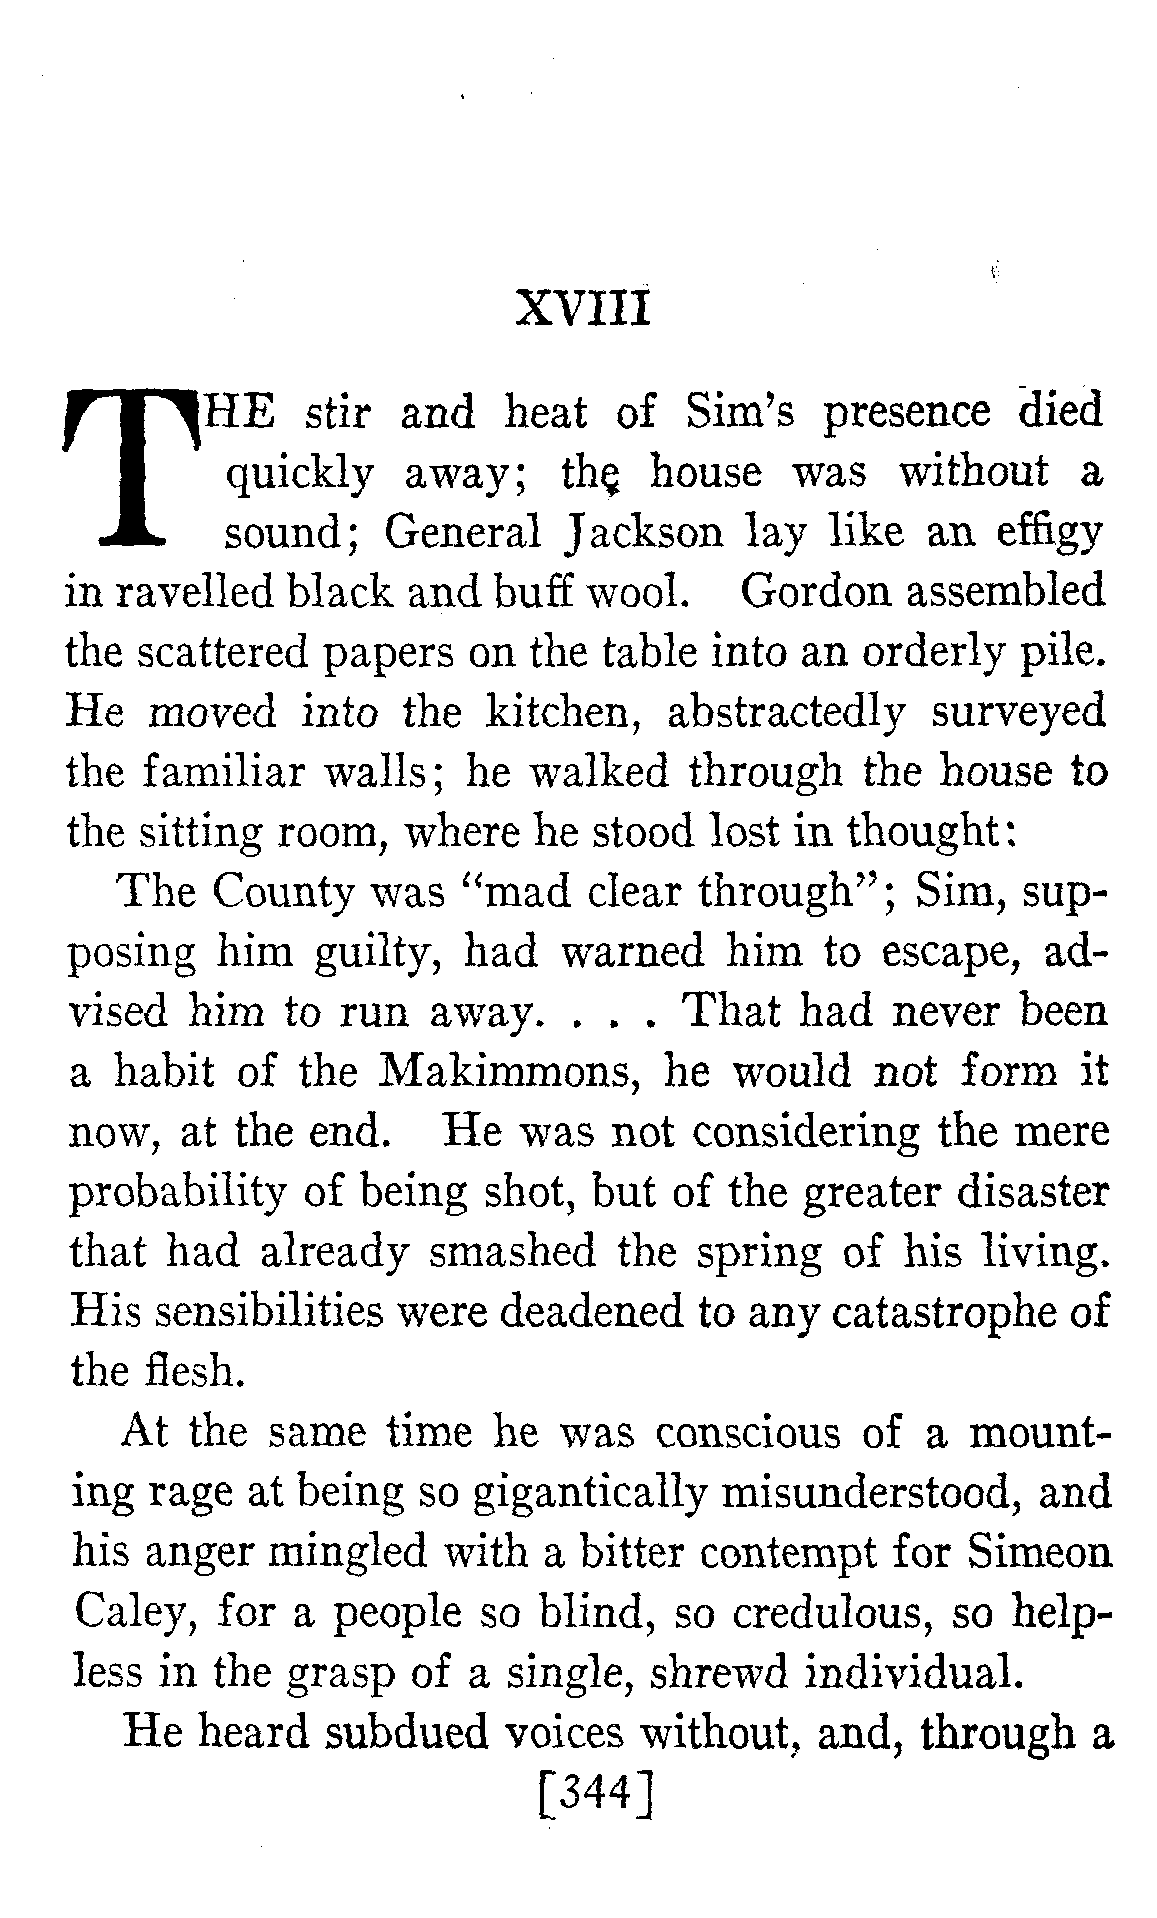 XVIII
THE stir and heat of Sim's presence died
quickly away; the house was without a
sound; General Jackson lay like an effigy
in ravelled black and buff wool. Gordon assembled
the scattered papers on the table into an orderly pile.
He moved into the kitchen, abstractedly surveyed
the familiar walls; he walked through the house to
the sitting room, where he stood lost in thought:
The County was "mad clear through"; Sim, sup-
posing him guilty, had warned him to escape, ad-
vised him to run away. . . . That had never been
a habit of the Makimmons, he would not form it
now, at the end. He was not considering the mere
probability of being shot, but of the greater disaster
that had already smashed the spring of his living.
His sensibilities were deadened to any catastrophe of
the flesh.
At the same time he was conscious of a mount-
ing rage at being so gigantically misunderstood, and
his anger mingled with a bitter contempt for Simeon
Caley, for a people so blind, so credulous, so help-
less in the grasp of a single, shrewd individual.
He heard subdued voices without, and, through a
[344]